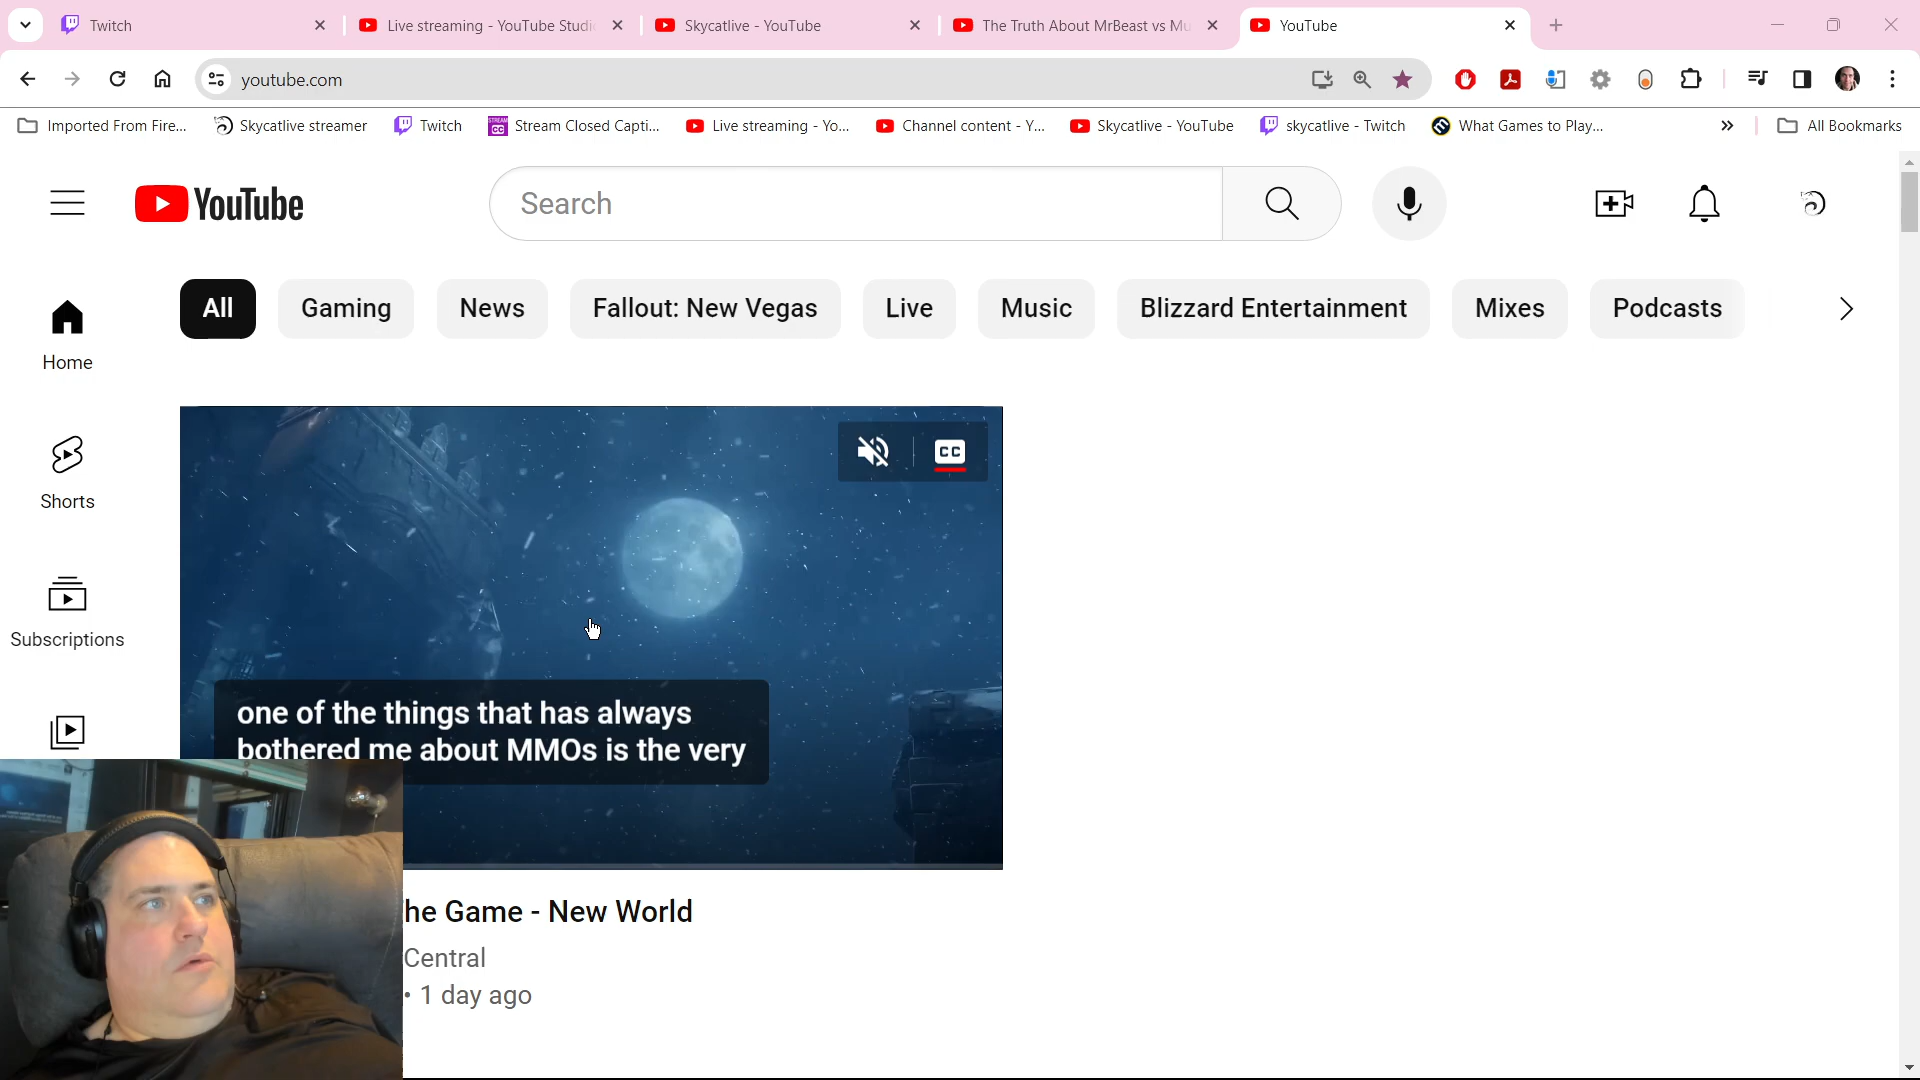 Twitch
Live streaming - YouTube Studi
Skycatlive - YouTube
The Truth About MrBeast vs Mu
YouTube
youtube.com
Imported From Fire...
Skycatlive streamer
Twitch
Stream Closed Capti...
Live streaming - Yo...
Channel content - Y...
Skycatlive - YouTube
skycatlive - Twitch
What Games to Play...
All Bookmarks
YouTube
Search
All
Gaming
News
Fallout: New Vegas
Live
Music
Blizzard Entertainment
Mixes
Podcasts
Home
Shorts
Subscriptions
CC
one of the things that has always
bothered me about MMOs is the very
he Game - New World
Central
• 1 day ago